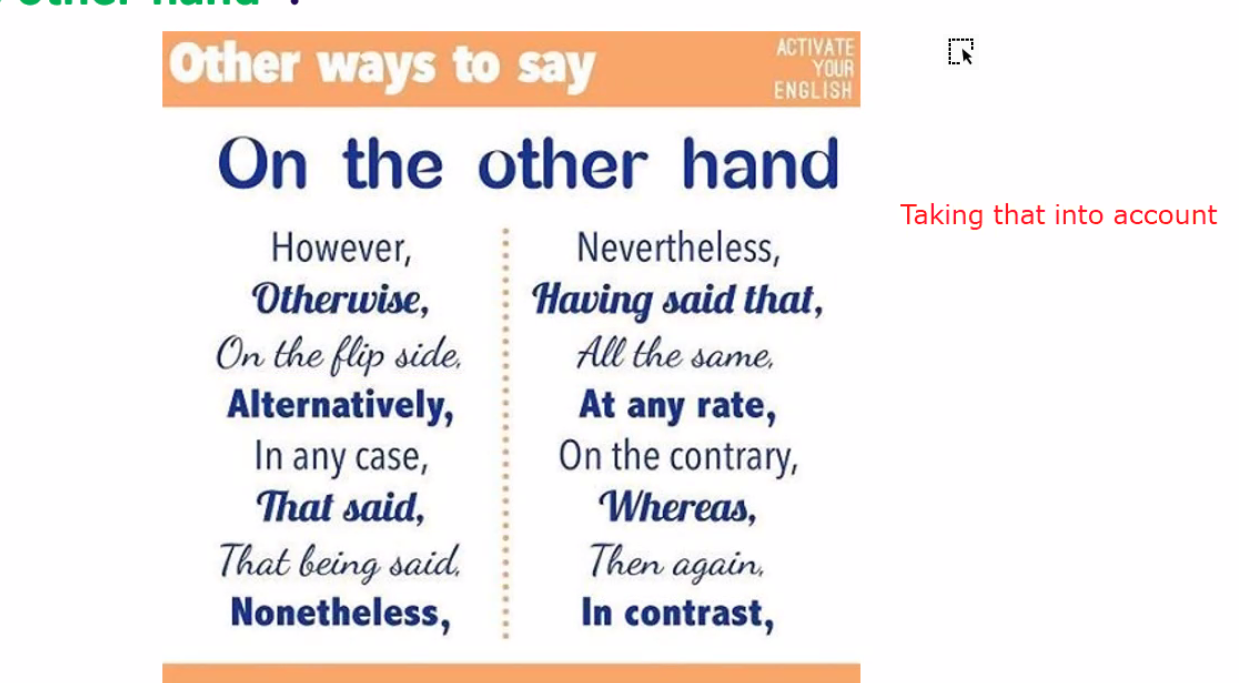 other hand" ?
Other ways to say
ACTIVATE
YOUR
ENGLISH
On the other hand
However,
Otherwise,
On the flip side,
Alternatively,
In any case,
That said,
That being said,
Nonetheless,
Nevertheless,
Having said that,
All the same,
At any rate,
On the contrary,
Whereas,
Then again,
In contrast,
Taking that into account